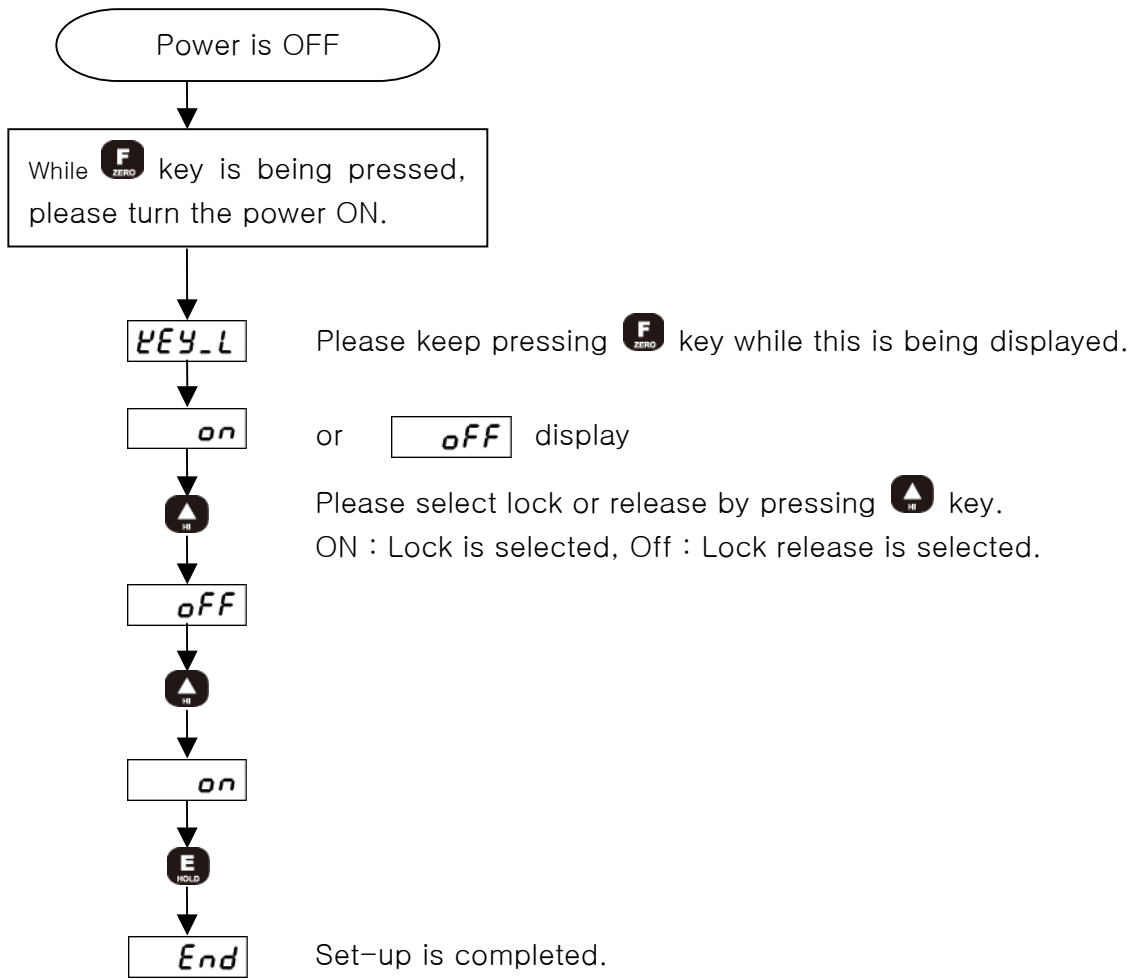 Power is OFF
While F ZERO key is being pressed,
please turn the power ON.
KEY_L
Please keep pressing F ZERO key while this is being displayed.
on
or oFF display
HI
Please select lock or release by pressing HI key.
ON : Lock is selected, Off : Lock release is selected.
oFF
HI
on
E
HOLD
End
Set-up is completed.